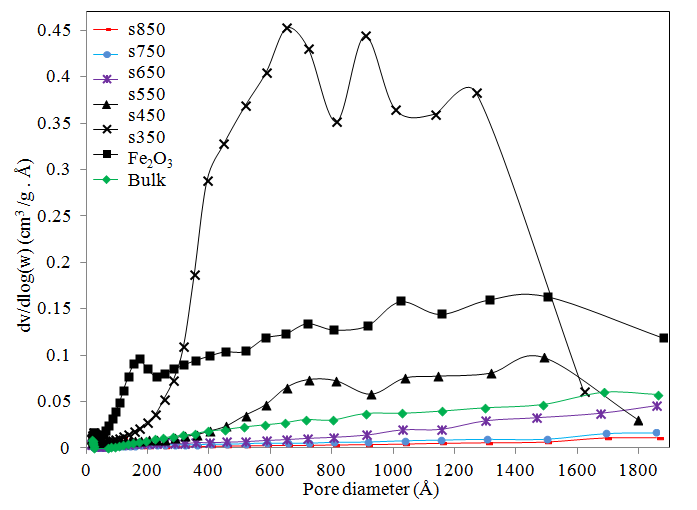 0.45
0.4
0.35
0.3
0.25
0.2
0.15
0.1
0.05
0
dv/dlog(w) (cm³ /g . Å)
s850
s750
s650
s550
s450
s350
Fe₂O₃
Bulk
0 200 400 600 800 1000 1200 1400 1600 1800
Pore diameter (Å)